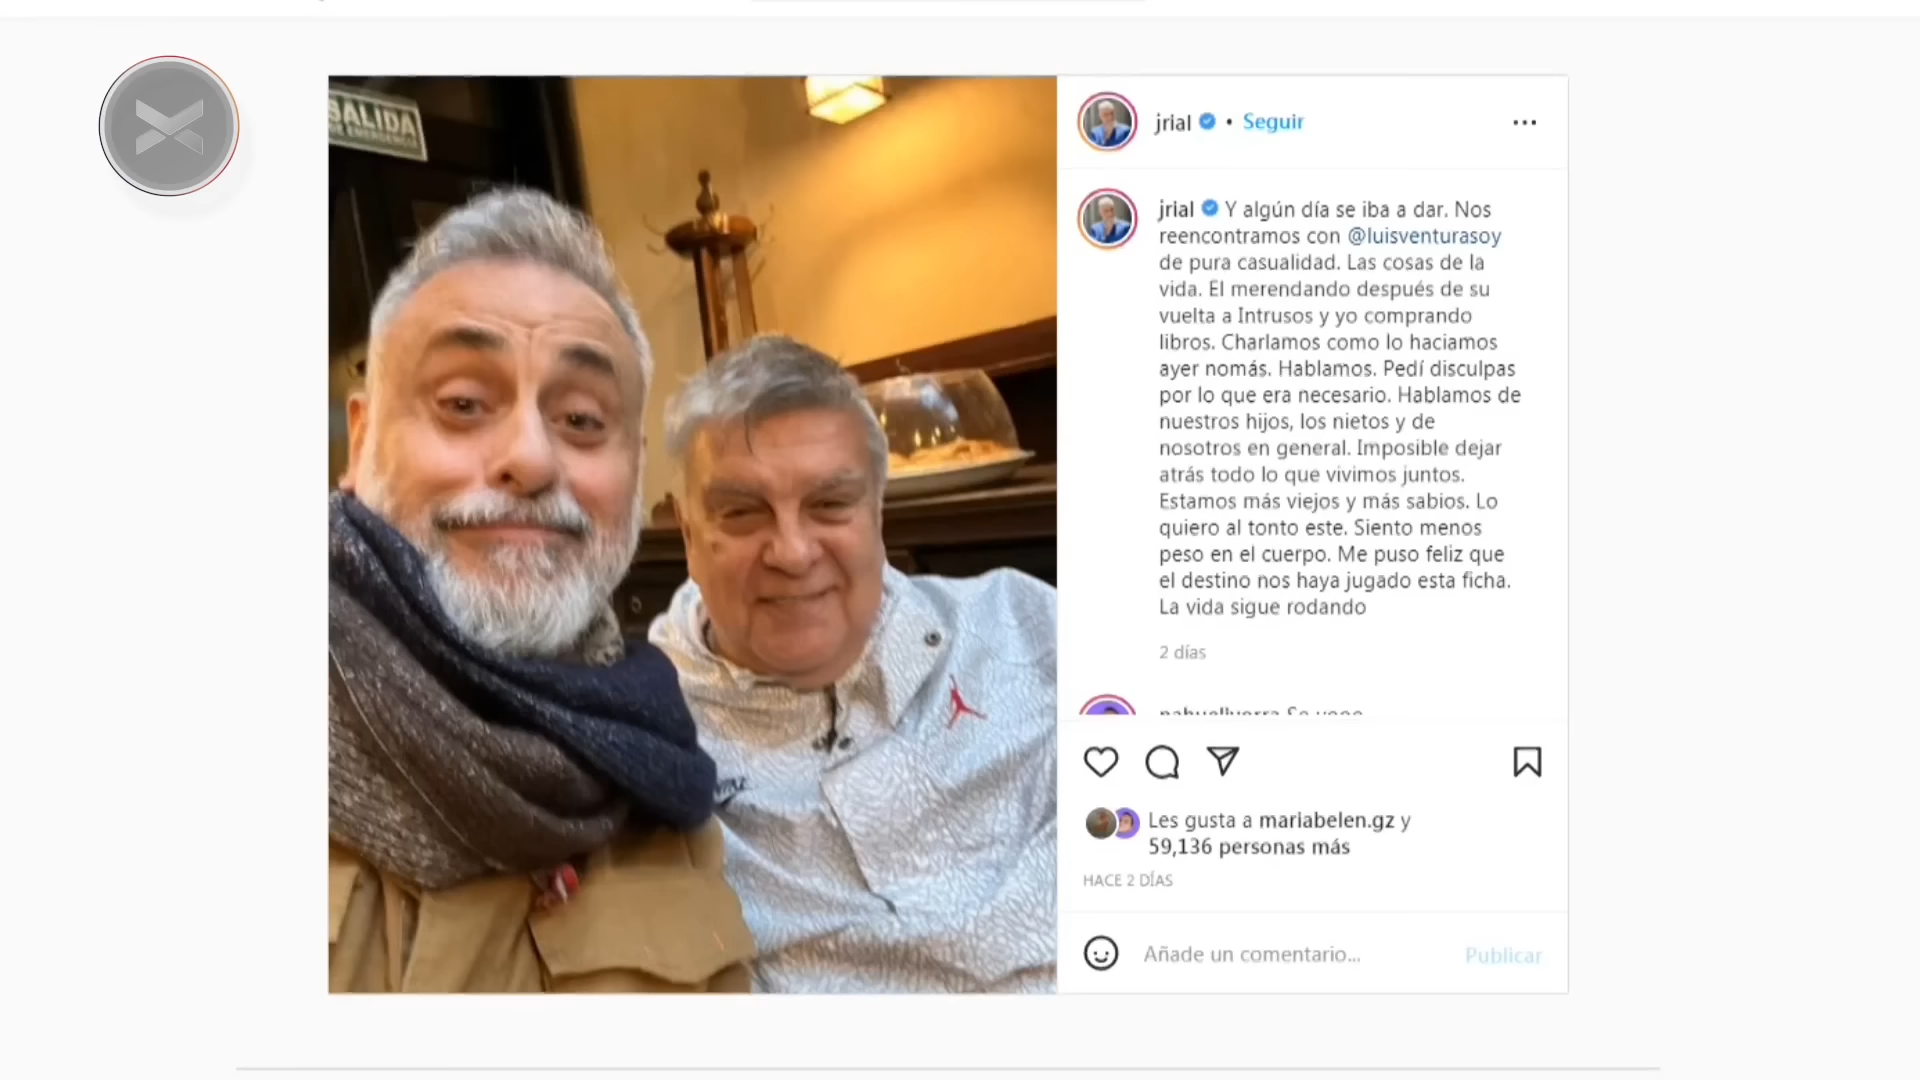 SALIDA
DE EMERGENCIA
jrial • Seguir
jrial Y algún día se iba a dar. Nos
reencontramos con @luisventurasoy
de pura casualidad. Las cosas de la
vida. El merendando después de su
vuelta a Intrusos y yo comprando
libros. Charlamos como lo haciamos
ayer nomás. Hablamos. Pedí disculpas
por lo que era necesario. Hablamos de
nuestros hijos, los nietos y de
nosotros en general. Imposible dejar
atrás todo lo que vivimos juntos.
Estamos más viejos y más sabios. Lo
quiero al tonto este. Siento menos
peso en el cuerpo. Me puso feliz que
el destino nos haya jugado esta ficha.
La vida sigue rodando
2 días
Les gusta a mariabelen.gz y
59,136 personas más
HACE 2 DÍAS
Añade un comentario...
Publicar